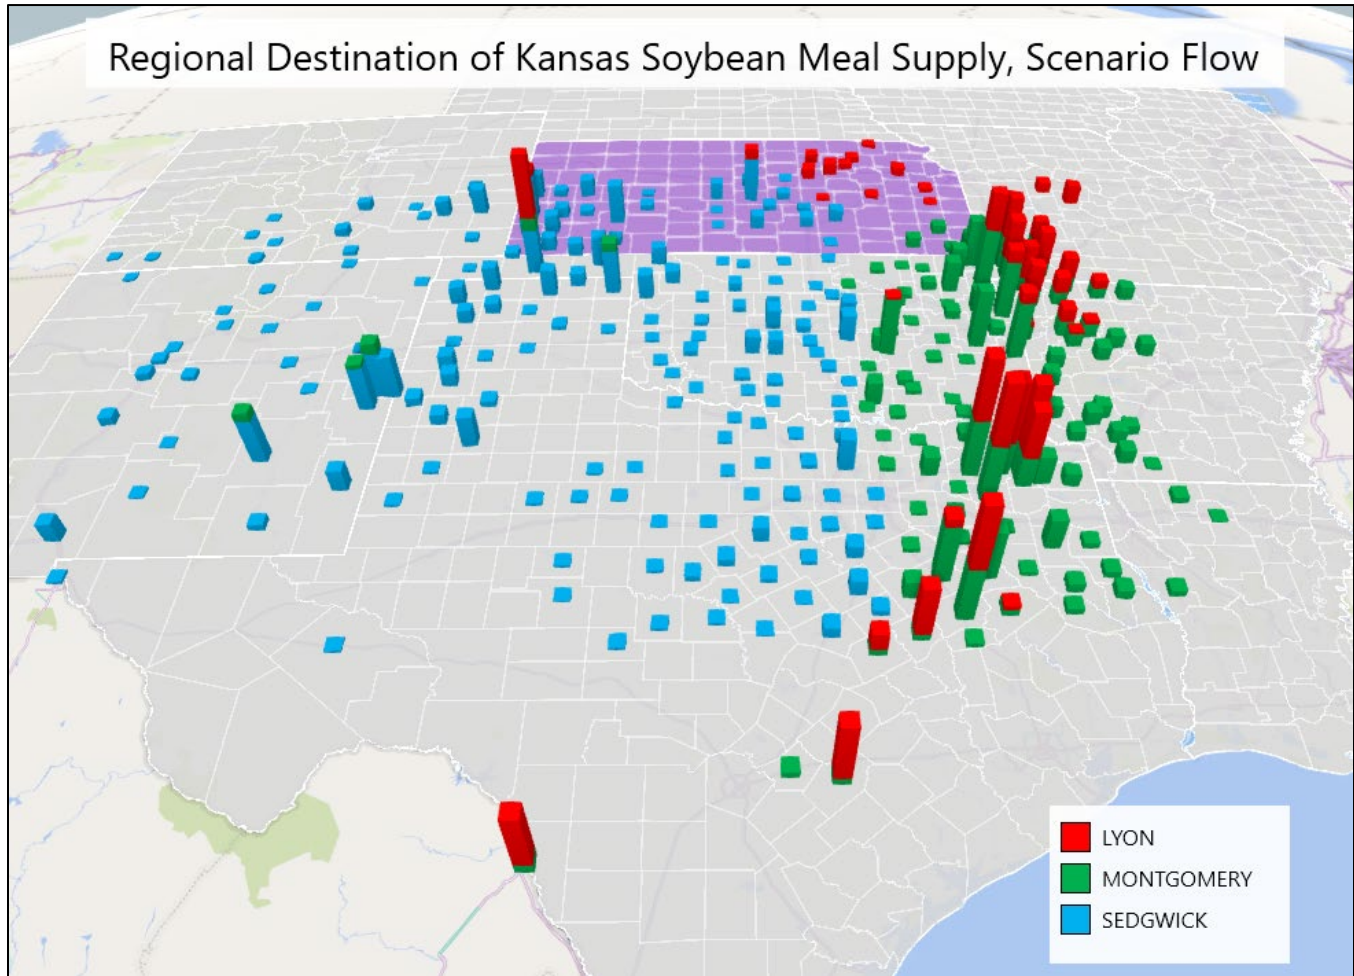 Regional Destination of Kansas Soybean Meal Supply, Scenario Flow
LYON
MONTGOMERY
SEDGWICK